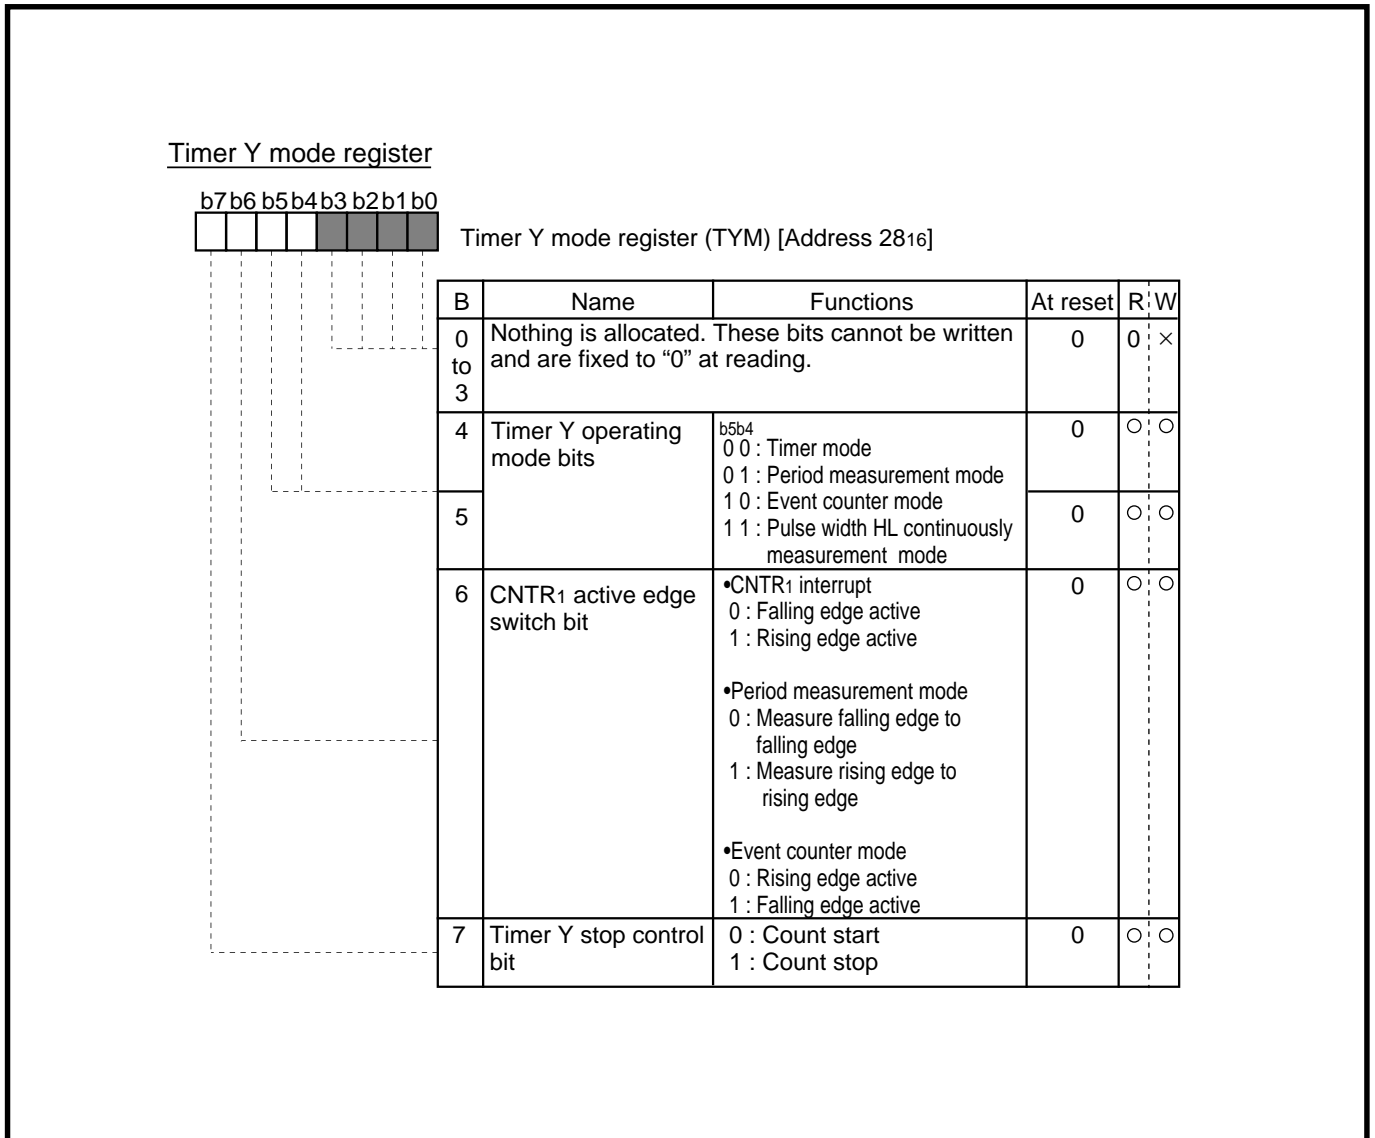 Timer Y mode register
b7 b6 b5 b4 b3 b2 b1 b0
Timer Y mode register (TYM) [Address 2816]
B Name Functions At reset R W
0 to 3 Nothing is allocated. These bits cannot be written 0 0 ×
and are fixed to “0” at reading.
4 Timer Y operating b5b4 0 ○ ○
mode bits 0 0 : Timer mode
0 1 : Period measurement mode
1 0 : Event counter mode
5 1 1 : Pulse width HL continuously 0 ○ ○
measurement mode
6 CNTR1 active edge •CNTR1 interrupt 0 ○ ○
switch bit 0 : Falling edge active
1 : Rising edge active
•Period measurement mode
0 : Measure falling edge to
falling edge
1 : Measure rising edge to
rising edge
•Event counter mode
0 : Rising edge active
1 : Falling edge active
7 Timer Y stop control 0 : Count start 0 ○ ○
bit 1 : Count stop